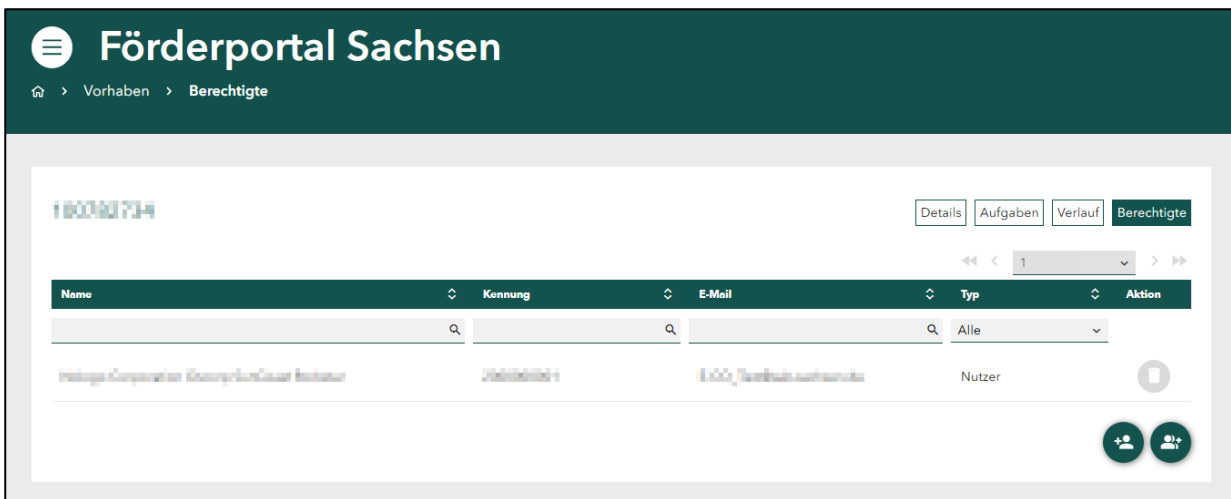 Förderportal Sachsen
Vorhaben > Berechtigte
Details Aufgaben Verlauf Berechtigte
1
Name Kennung E-Mail Typ Aktion
Alle
Nutzer